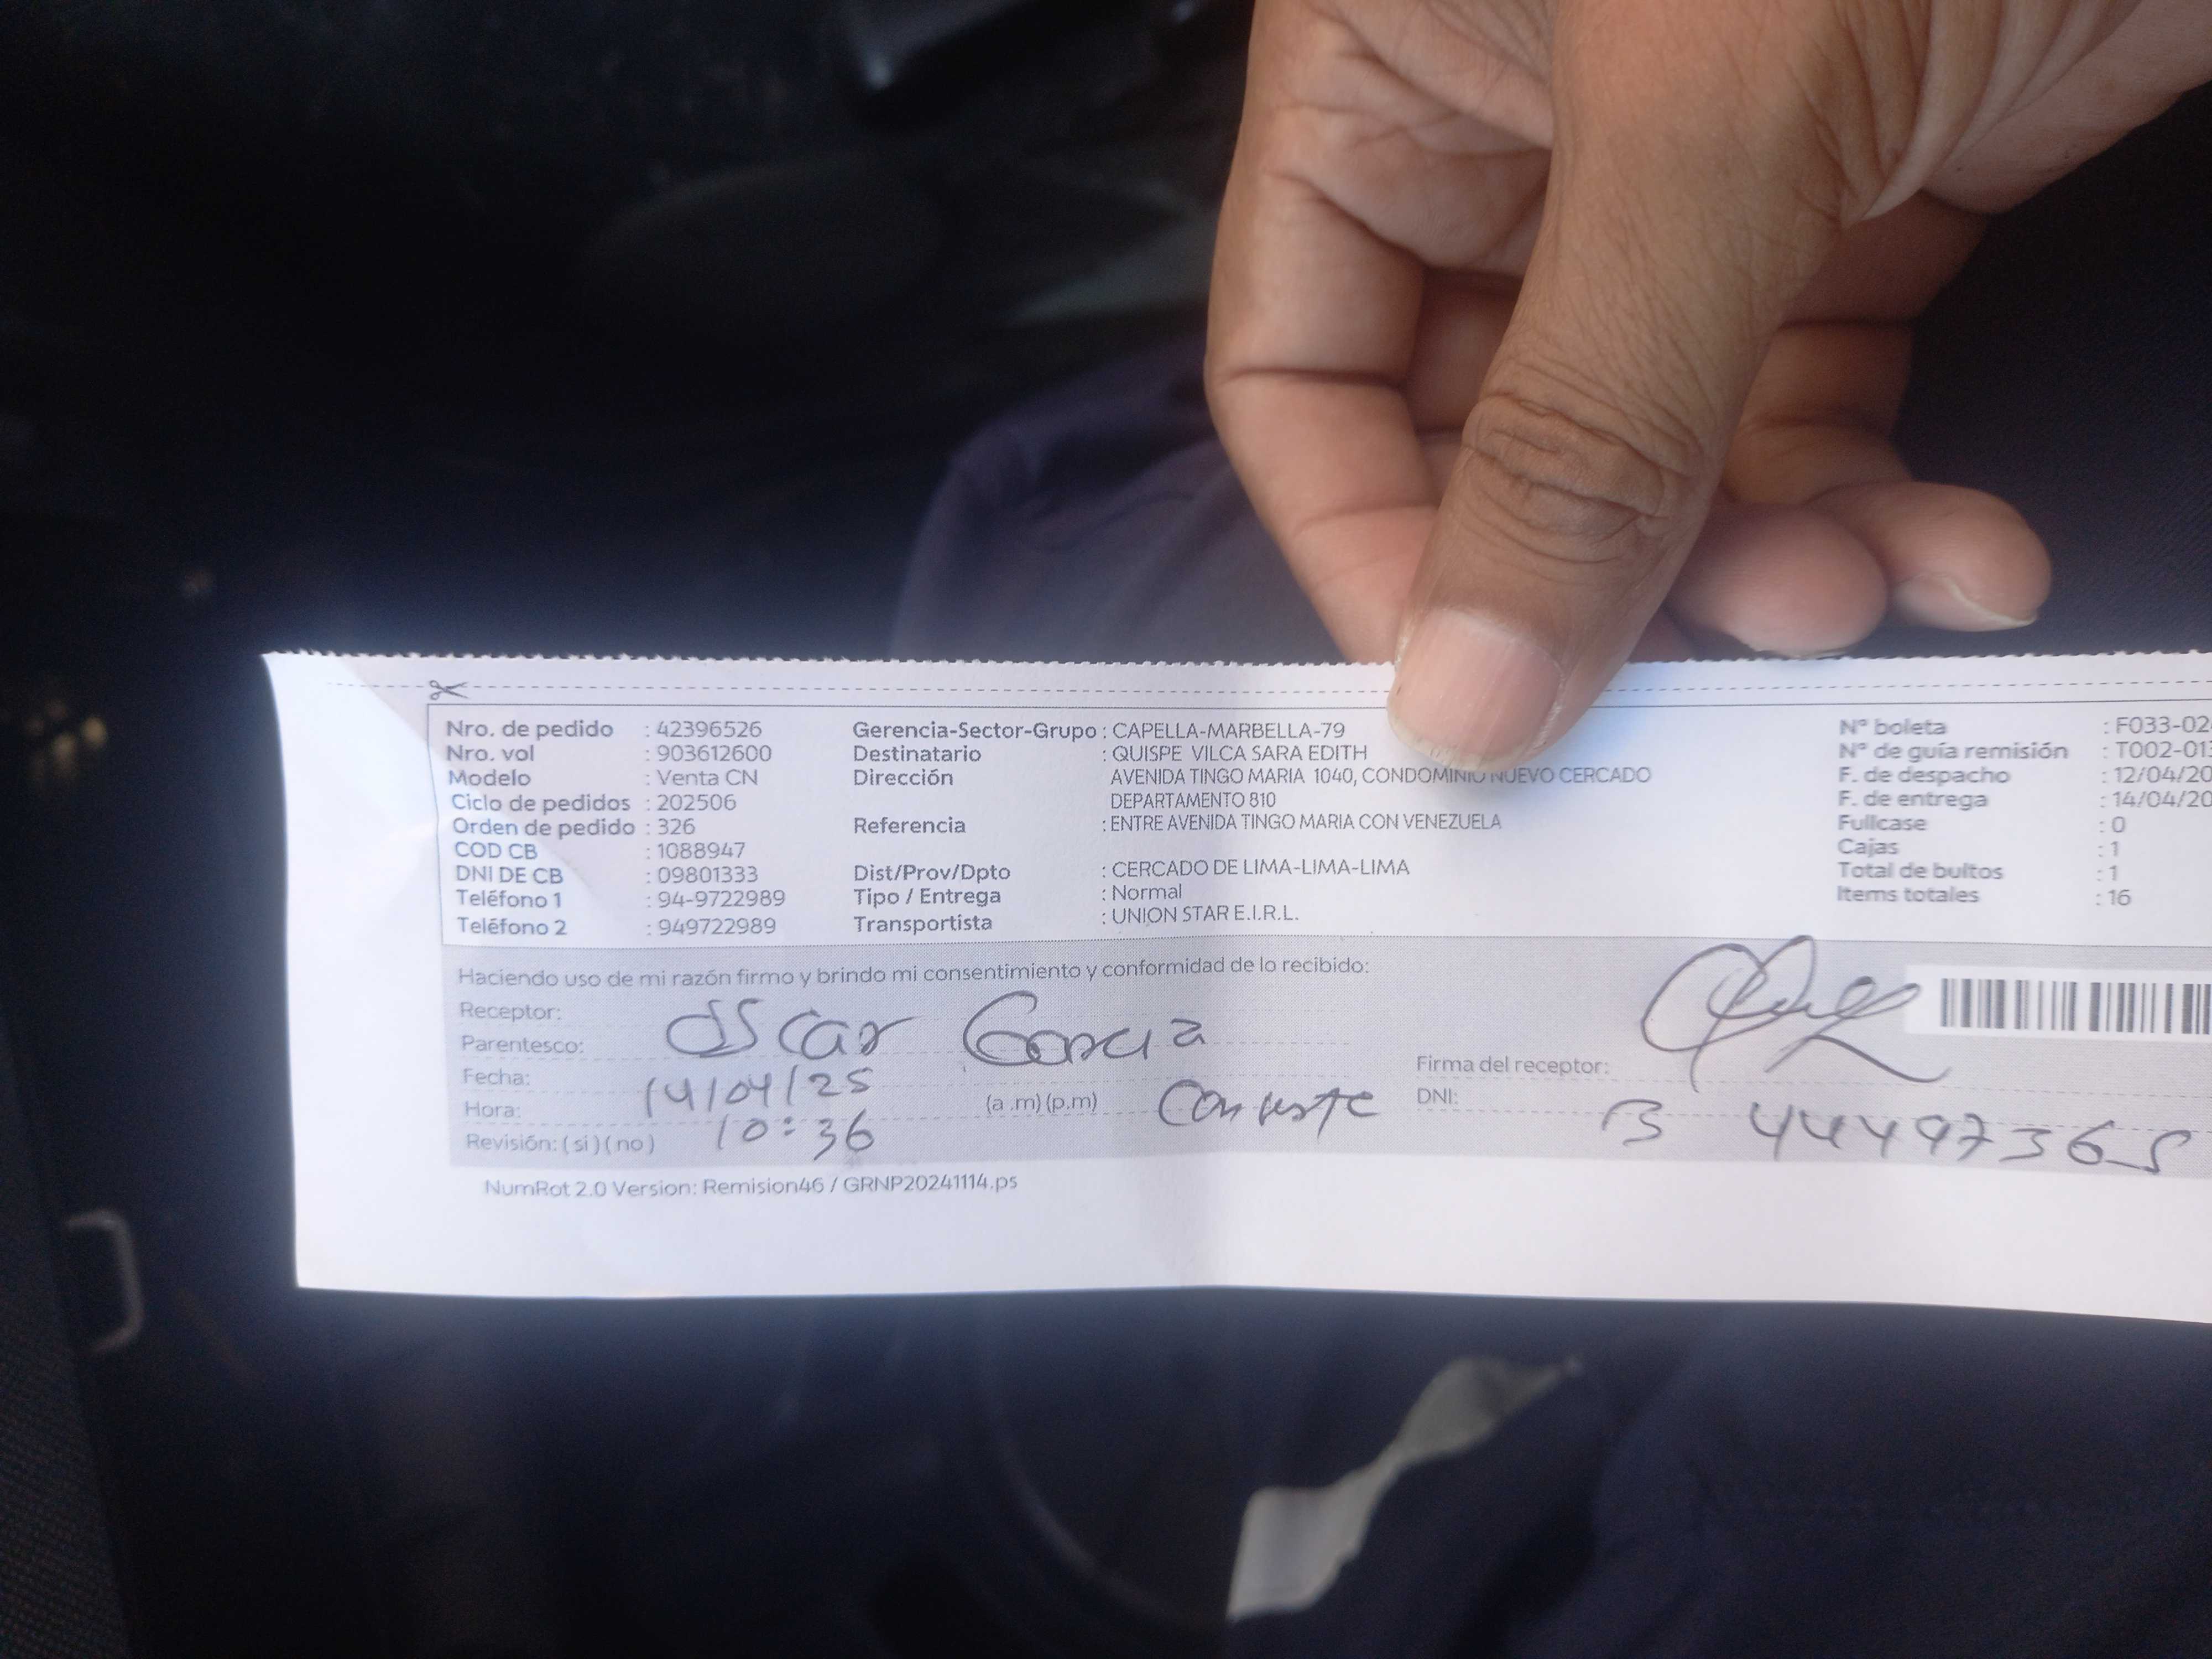 Nro. de pedido : 42396526
Nro. vol : 903612600
Modelo : Venta CN
Ciclo de pedidos : 202506
Orden de pedido : 326
COD CB : 1088947
DNI DE CB : 09801333
Teléfono 1 : 94-9722989
Teléfono 2 : 949722989
Gerencia-Sector-Grupo : CAPELLA-MARBELLA-79
Destinatario : QUISPE VILCA SARA EDITH
Dirección AVENIDA TINGO MARIA 1040, CONDOMINIO NUEVO CERCADO
DEPARTAMENTO 810
Referencia : ENTRE AVENIDA TINGO MARIA CON VENEZUELA
Dist/Prov/Dpto : CERCADO DE LIMA-LIMA-LIMA
Tipo / Entrega : Normal
Transportista : UNION STAR E.I.R.L.
N° boleta : F033-02
N° de guía remisión : T002-013
F. de despacho : 12/04/20
F. de entrega : 14/04/20
Fullcase : 0
Cajas : 1
Total de bultos : 1
Items totales : 16
Haciendo uso de mi razón firmo y brindo mi consentimiento y conformidad de lo recibido:
Receptor: Oscar Garcia
Parentesco:
Fecha: 14/04/25
Hora: 10:36 (a .m) (p.m)
Revisión: ( si ) ( no )
Firma del receptor:
DNI: 44497365
NumRot 2.0 Version: Remision46 / GRNP20241114.ps